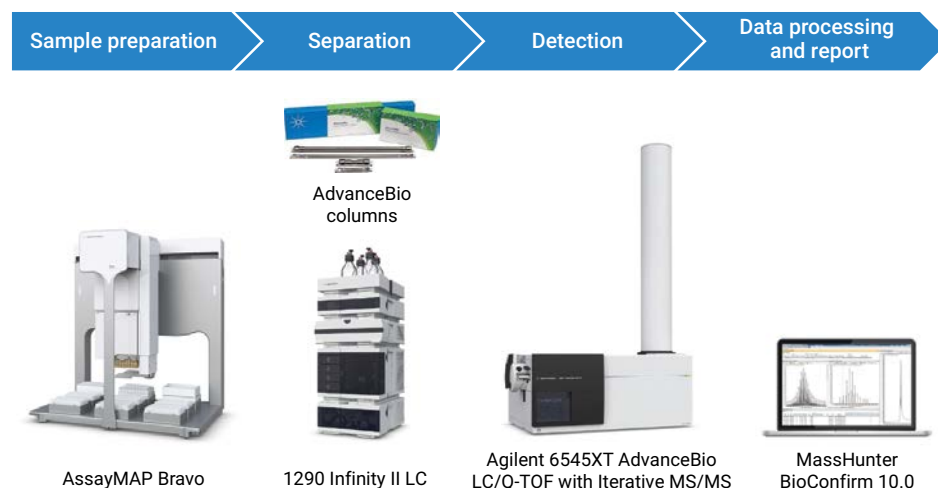 Sample preparation
Separation
Detection
Data processing
and report
AdvanceBio
columns
AssayMAP Bravo
1290 Infinity II LC
Agilent 6545XT AdvanceBio
LC/Q-TOF with Iterative MS/MS
MassHunter
BioConfirm 10.0